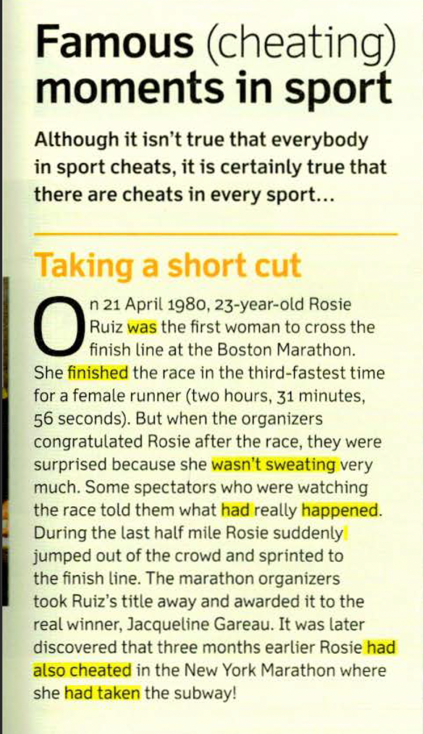 Famous (cheating)
moments in sport
Although it isn't true that everybody
in sport cheats, it is certainly true that
there are cheats in every sport...
Taking a short cut
On 21 April 1980, 23-year-old Rosie
Ruiz was the first woman to cross the
finish line at the Boston Marathon.
She finished the race in the third-fastest time
for a female runner (two hours, 31 minutes,
56 seconds). But when the organizers
congratulated Rosie after the race, they were
surprised because she wasn't sweating very
much. Some spectators who were watching
the race told them what had really happened.
During the last half mile Rosie suddenly
jumped out of the crowd and sprinted to
the finish line. The marathon organizers
took Ruiz's title away and awarded it to the
real winner, Jacqueline Gareau. It was later
discovered that three months earlier Rosie had
also cheated in the New York Marathon where
she had taken the subway!